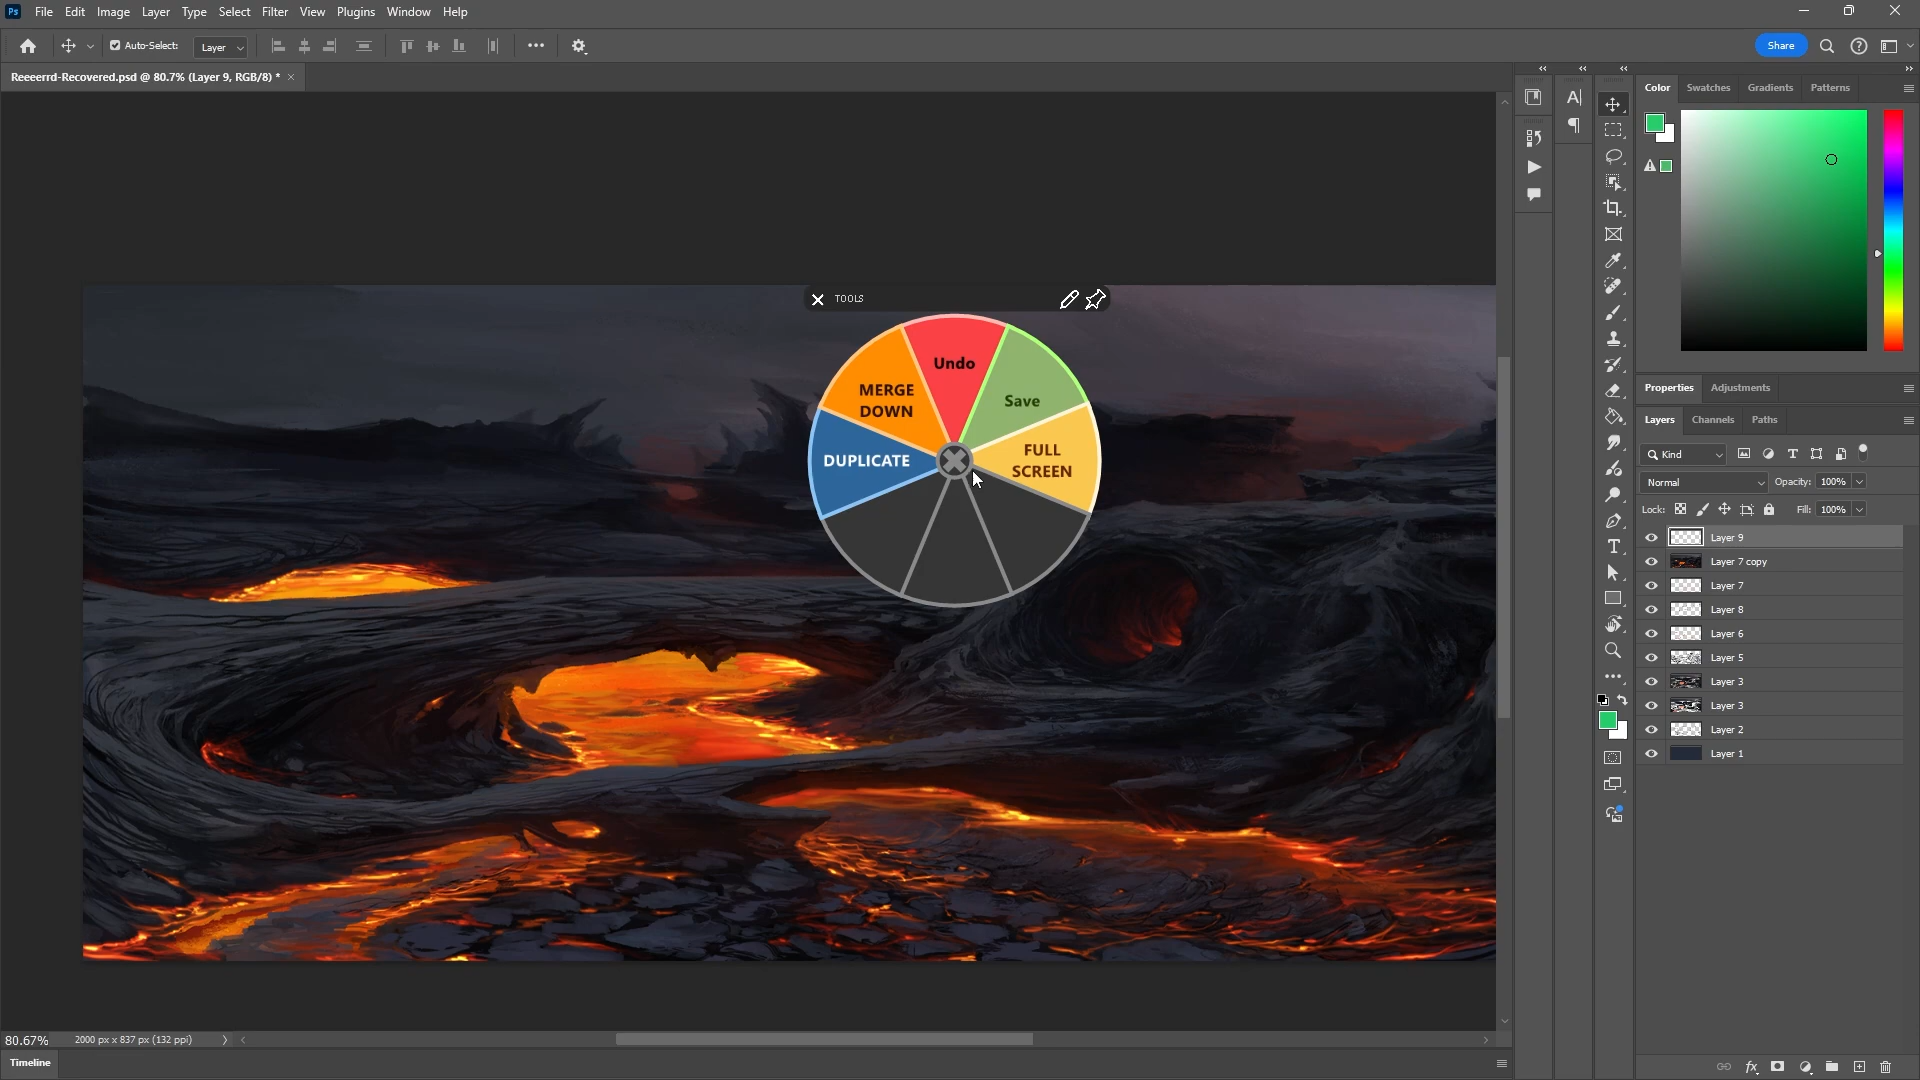 Ps File Edit Image Layer Type Select Filter View Plugins Window Help
Auto-Select: Layer Share
Reeeerrd-Recovered.psd @ 80.7% (Layer 9, RGB/8) *
Color Swatches Gradients Patterns
TOOLS
Undo
MERGE
DOWN
Save
DUPLICATE
FULL
SCREEN
Properties Adjustments
Layers Channels Paths
Kind
Normal Opacity: 100%
Lock: Fill: 100%
Layer 9
Layer 7 copy
Layer 7
Layer 8
Layer 6
Layer 5
Layer 3
Layer 3
Layer 2
Layer 1
80.67% 2000 px x 837 px (132 ppi)
Timeline